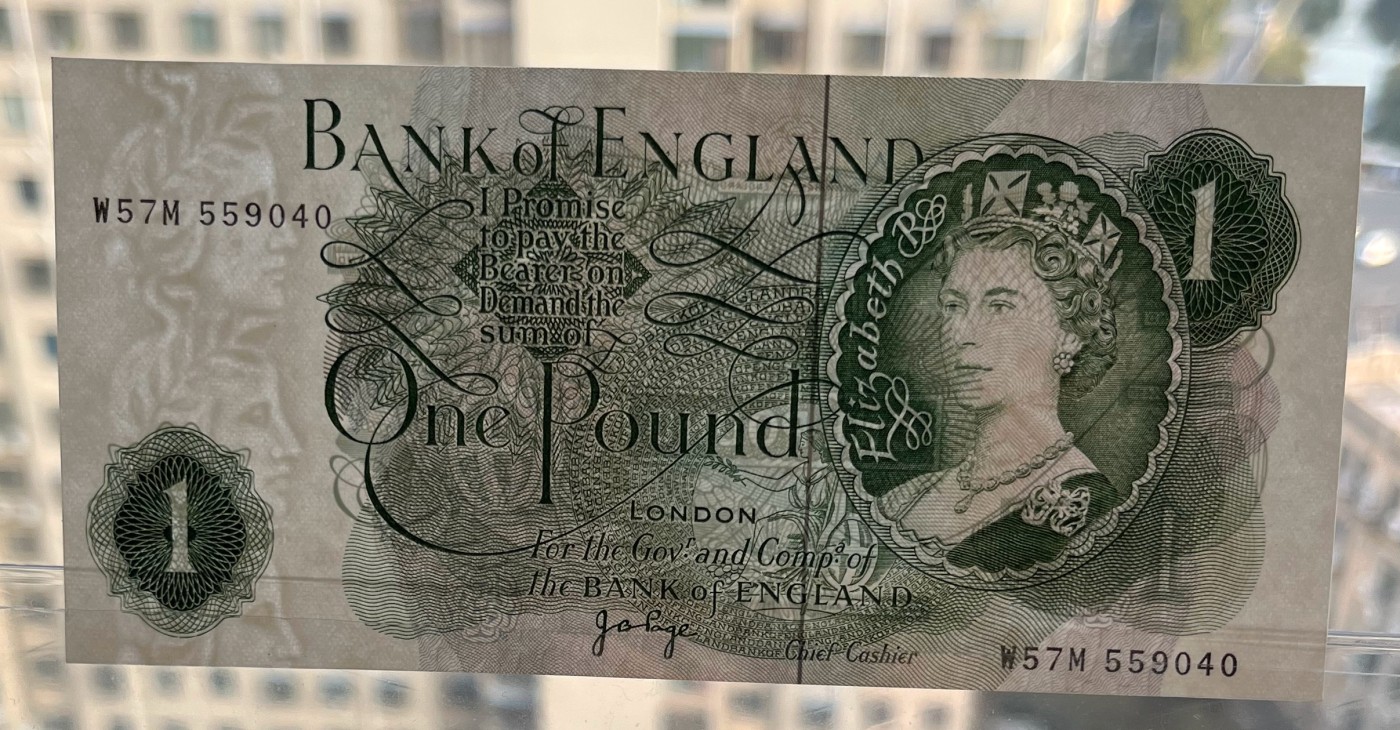 BANK of ENGLAND
W57M 559040
I Promise
to pay the
Bearer on
Demand the
sum of
One Pound
LONDON
For the Govr. and Compa. of
the BANK of ENGLAND
Chief Cashier
Elizabeth R
1
1
W57M 559040